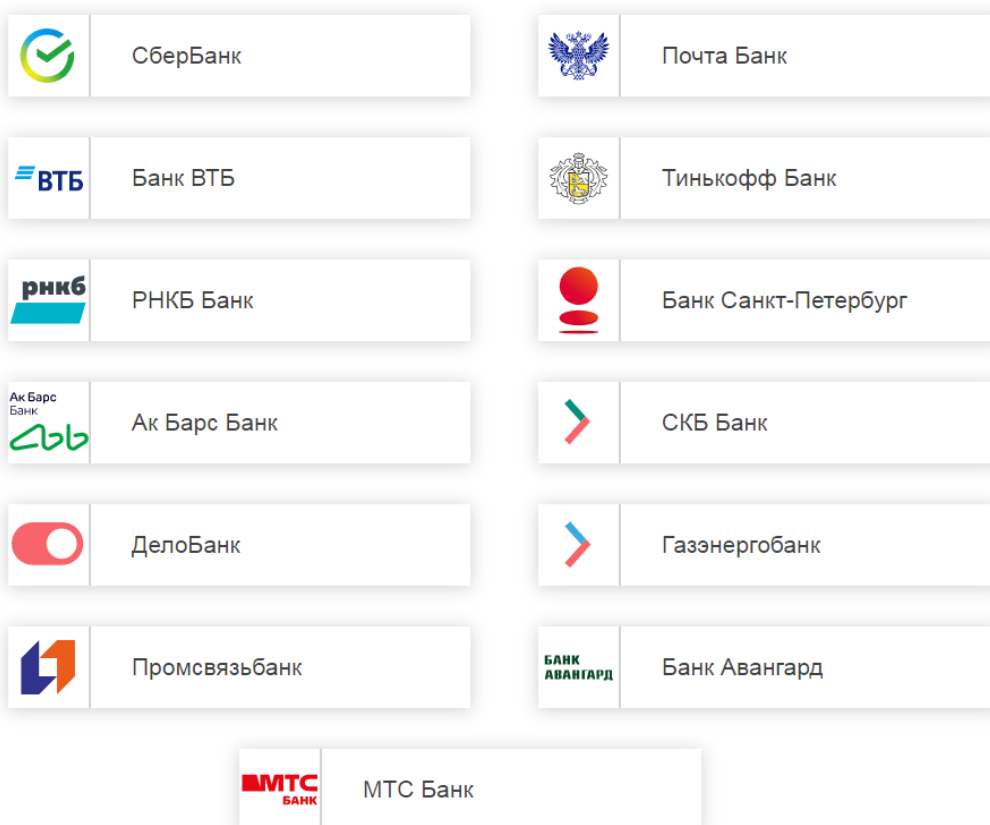 СберБанк
Почта Банк
ВТБ
Банк ВТБ
Тинькофф Банк
рнкб
РНКБ Банк
Банк Санкт-Петербург
Ак Барс
Банк
Ак Барс Банк
СКБ Банк
ДелоБанк
Газэнергобанк
Промсвязьбанк
БАНК
АВАНГАРД
Банк Авангард
МТС
БАНК
МТС Банк